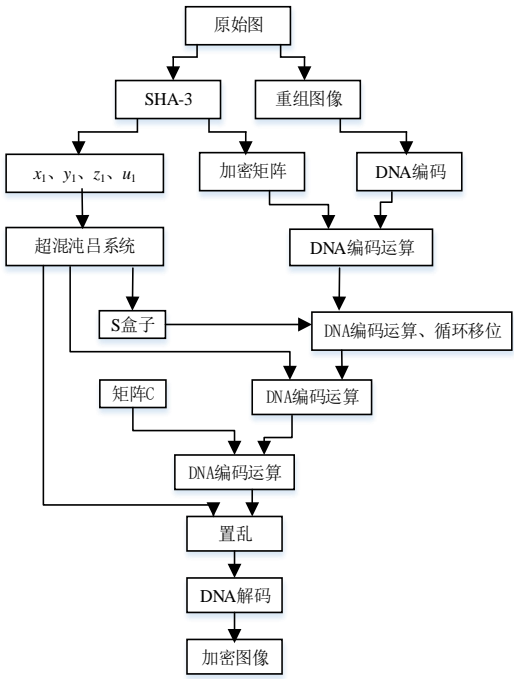 原始图
SHA-3
重组图像
x₁、y₁、z₁、u₁
加密矩阵
DNA编码
超混沌吕系统
DNA编码运算
S盒子
DNA编码运算、循环移位
矩阵C
DNA编码运算
DNA编码运算
置乱
DNA解码
加密图像